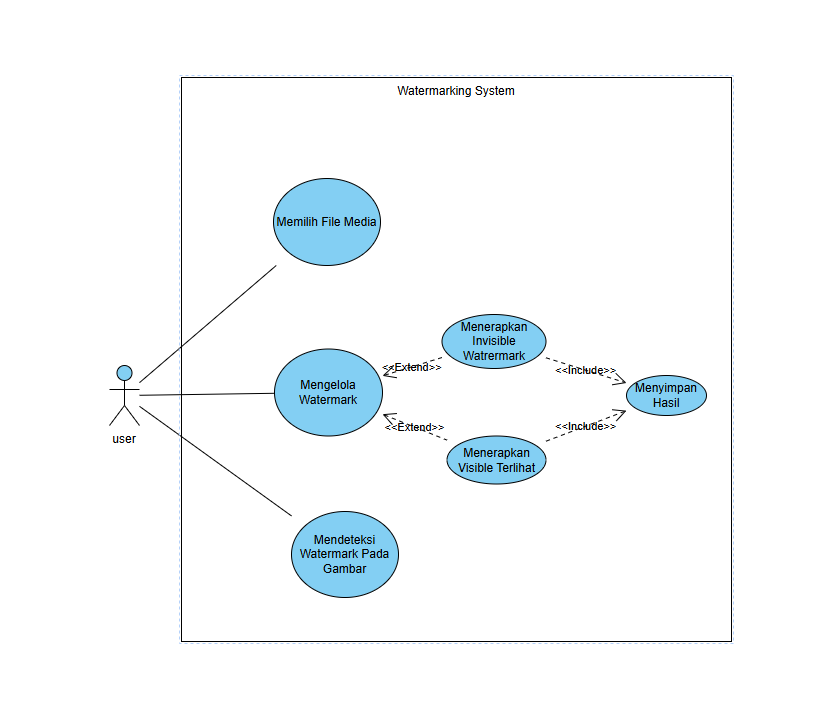 Watermarking System
Memilih File Media
Menerapkan
Invisible
Watrermark
<<Extend>>
<<Include>>
Mengelola
Watermark
Menyimpan
Hasil
<<Extend>>
<<Include>>
user
Menerapkan
Visible Terlihat
Mendeteksi
Watermark Pada
Gambar